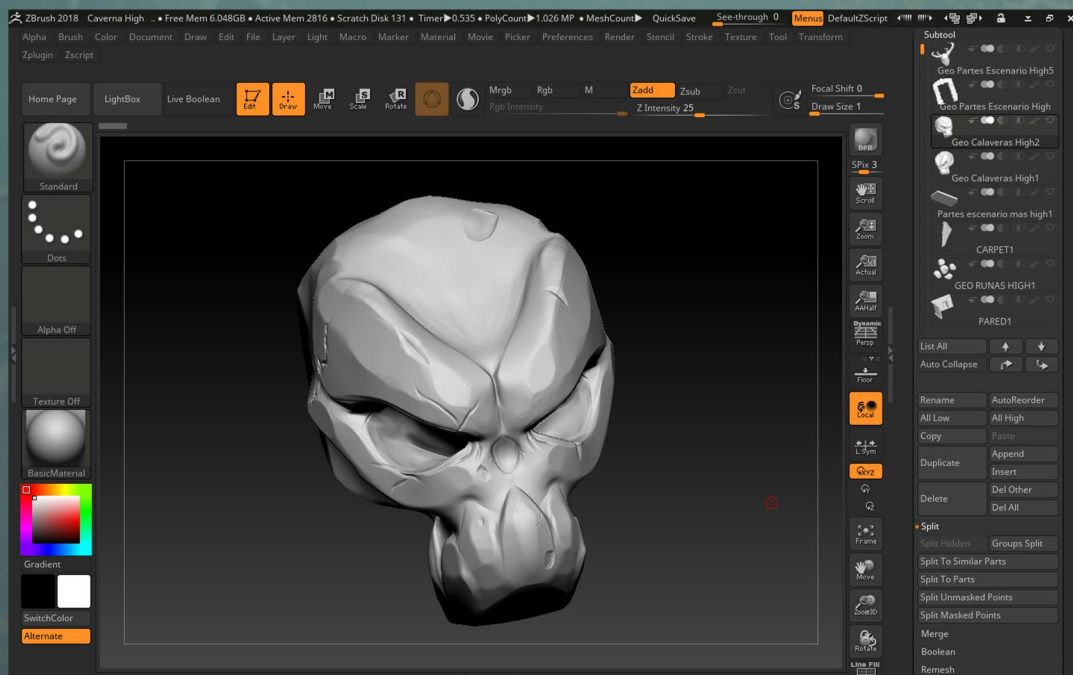 ZBrush 2018 Caverna High .. • Free Mem 6.048GB • Active Mem 2816 • Scratch Disk 131 • Timer▶0.535 • PolyCount▶1.026 MP • MeshCount▶ QuickSave See-through 0 Menus DefaultZScript
Alpha Brush Color Document Draw Edit File Layer Light Macro Marker Material Movie Picker Preferences Render Stencil Stroke Texture Tool Transform
Zplugin Zscript
Home Page LightBox Live Boolean Edit Draw Move Scale Rotate
Mrgb Rgb M Zadd Zsub Zcut
Rgb Intensity Z Intensity 25
Focal Shift 0
Draw Size 1
Standard
Dots
Alpha Off
Texture Off
BasicMaterial
Gradient
SwitchColor
Alternate
BPR
SPix 3
Scroll
Zoom
Actual
AAHalf
Dynamic
Persp
Floor
Local
L.Sym
XYZ
Y
Z
Frame
Move
Zoom3D
Rotate
Line Fill
Subtool
Geo Partes Escenario High5
Geo Partes Escenario High
Geo Calaveras High2
Geo Calaveras High1
Partes escenario mas high1
CARPET1
GEO RUNAS HIGH1
PARED1
List All
Auto Collapse
Rename AutoReorder
All Low All High
Copy Paste
Duplicate Append
Insert
Delete Del Other
Del All
Split
Split Hidden Groups Split
Split To Similar Parts
Split To Parts
Split Unmasked Points
Split Masked Points
Merge
Boolean
Remesh